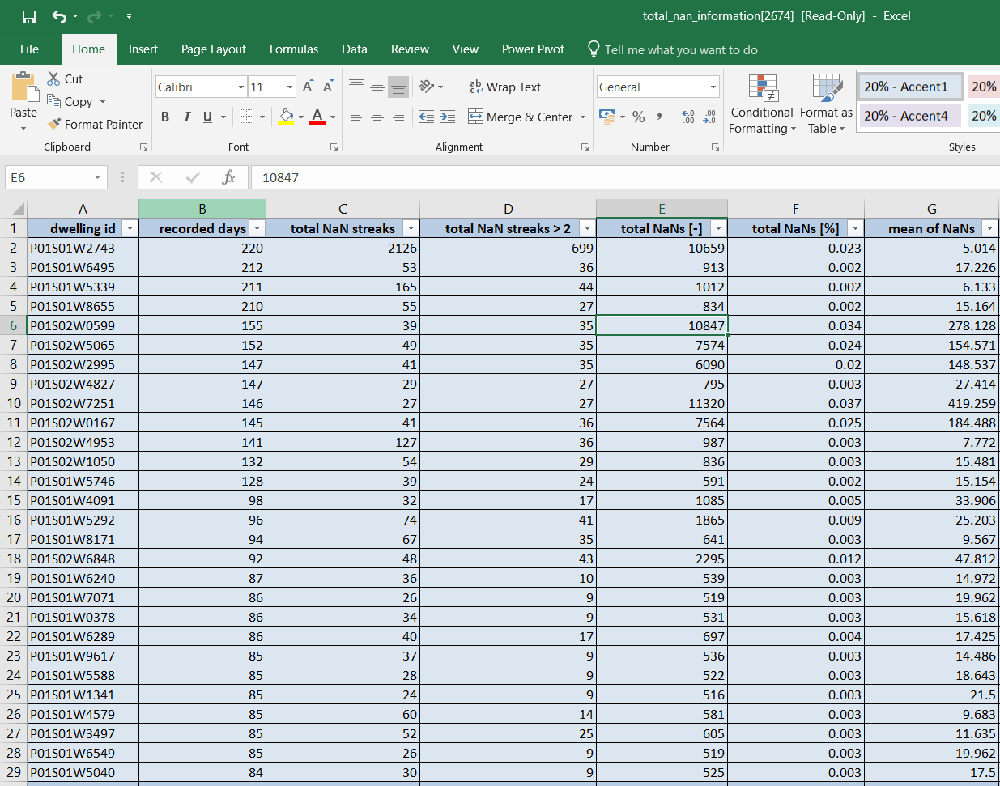 total_nan_information[2674] [Read-Only] - Excel
File Home Insert Page Layout Formulas Data Review View Power Pivot Tell me what you want to do
Paste Cut Copy Format Painter Clipboard
Calibri 11 A A B I U A Font
ab c Wrap Text Merge & Center Alignment
General % , .0 .00 .00 .0 Number
Conditional Formatting Format as Table
20% - Accent1 20%
20% - Accent4 20%
Styles
E6 fx 10847
A B C D E F G
1 dwelling id recorded days total NaN streaks total NaN streaks > 2 total NaNs [-] total NaNs [%] mean of NaNs
2 P01S01W2743 220 2126 699 10659 0.023 5.014
3 P01S01W6495 212 53 36 913 0.002 17.226
4 P01S01W5339 211 165 44 1012 0.002 6.133
5 P01S01W8655 210 55 27 834 0.002 15.164
6 P01S02W0599 155 39 35 10847 0.034 278.128
7 P01S02W5065 152 49 35 7574 0.024 154.571
8 P01S02W2995 147 41 35 6090 0.02 148.537
9 P01S02W4827 147 29 27 795 0.003 27.414
10 P01S02W7251 146 27 27 11320 0.037 419.259
11 P01S02W0167 145 41 36 7564 0.025 184.488
12 P01S02W4953 141 127 36 987 0.003 7.772
13 P01S02W1050 132 54 29 836 0.003 15.481
14 P01S01W5746 128 39 24 591 0.002 15.154
15 P01S01W4091 98 32 17 1085 0.005 33.906
16 P01S01W5292 96 74 41 1865 0.009 25.203
17 P01S01W8171 94 67 35 641 0.003 9.567
18 P01S02W6848 92 48 43 2295 0.012 47.812
19 P01S01W6240 87 36 10 539 0.003 14.972
20 P01S01W7071 86 26 9 519 0.003 19.962
21 P01S01W0378 86 34 9 531 0.003 15.618
22 P01S01W6289 86 40 17 697 0.004 17.425
23 P01S01W9617 85 37 9 536 0.003 14.486
24 P01S01W5588 85 28 9 522 0.003 18.643
25 P01S01W1341 85 24 9 516 0.003 21.5
26 P01S01W4579 85 60 14 581 0.003 9.683
27 P01S01W3497 85 52 25 605 0.003 11.635
28 P01S01W6549 85 26 9 519 0.003 19.962
29 P01S01W5040 84 30 9 525 0.003 17.5